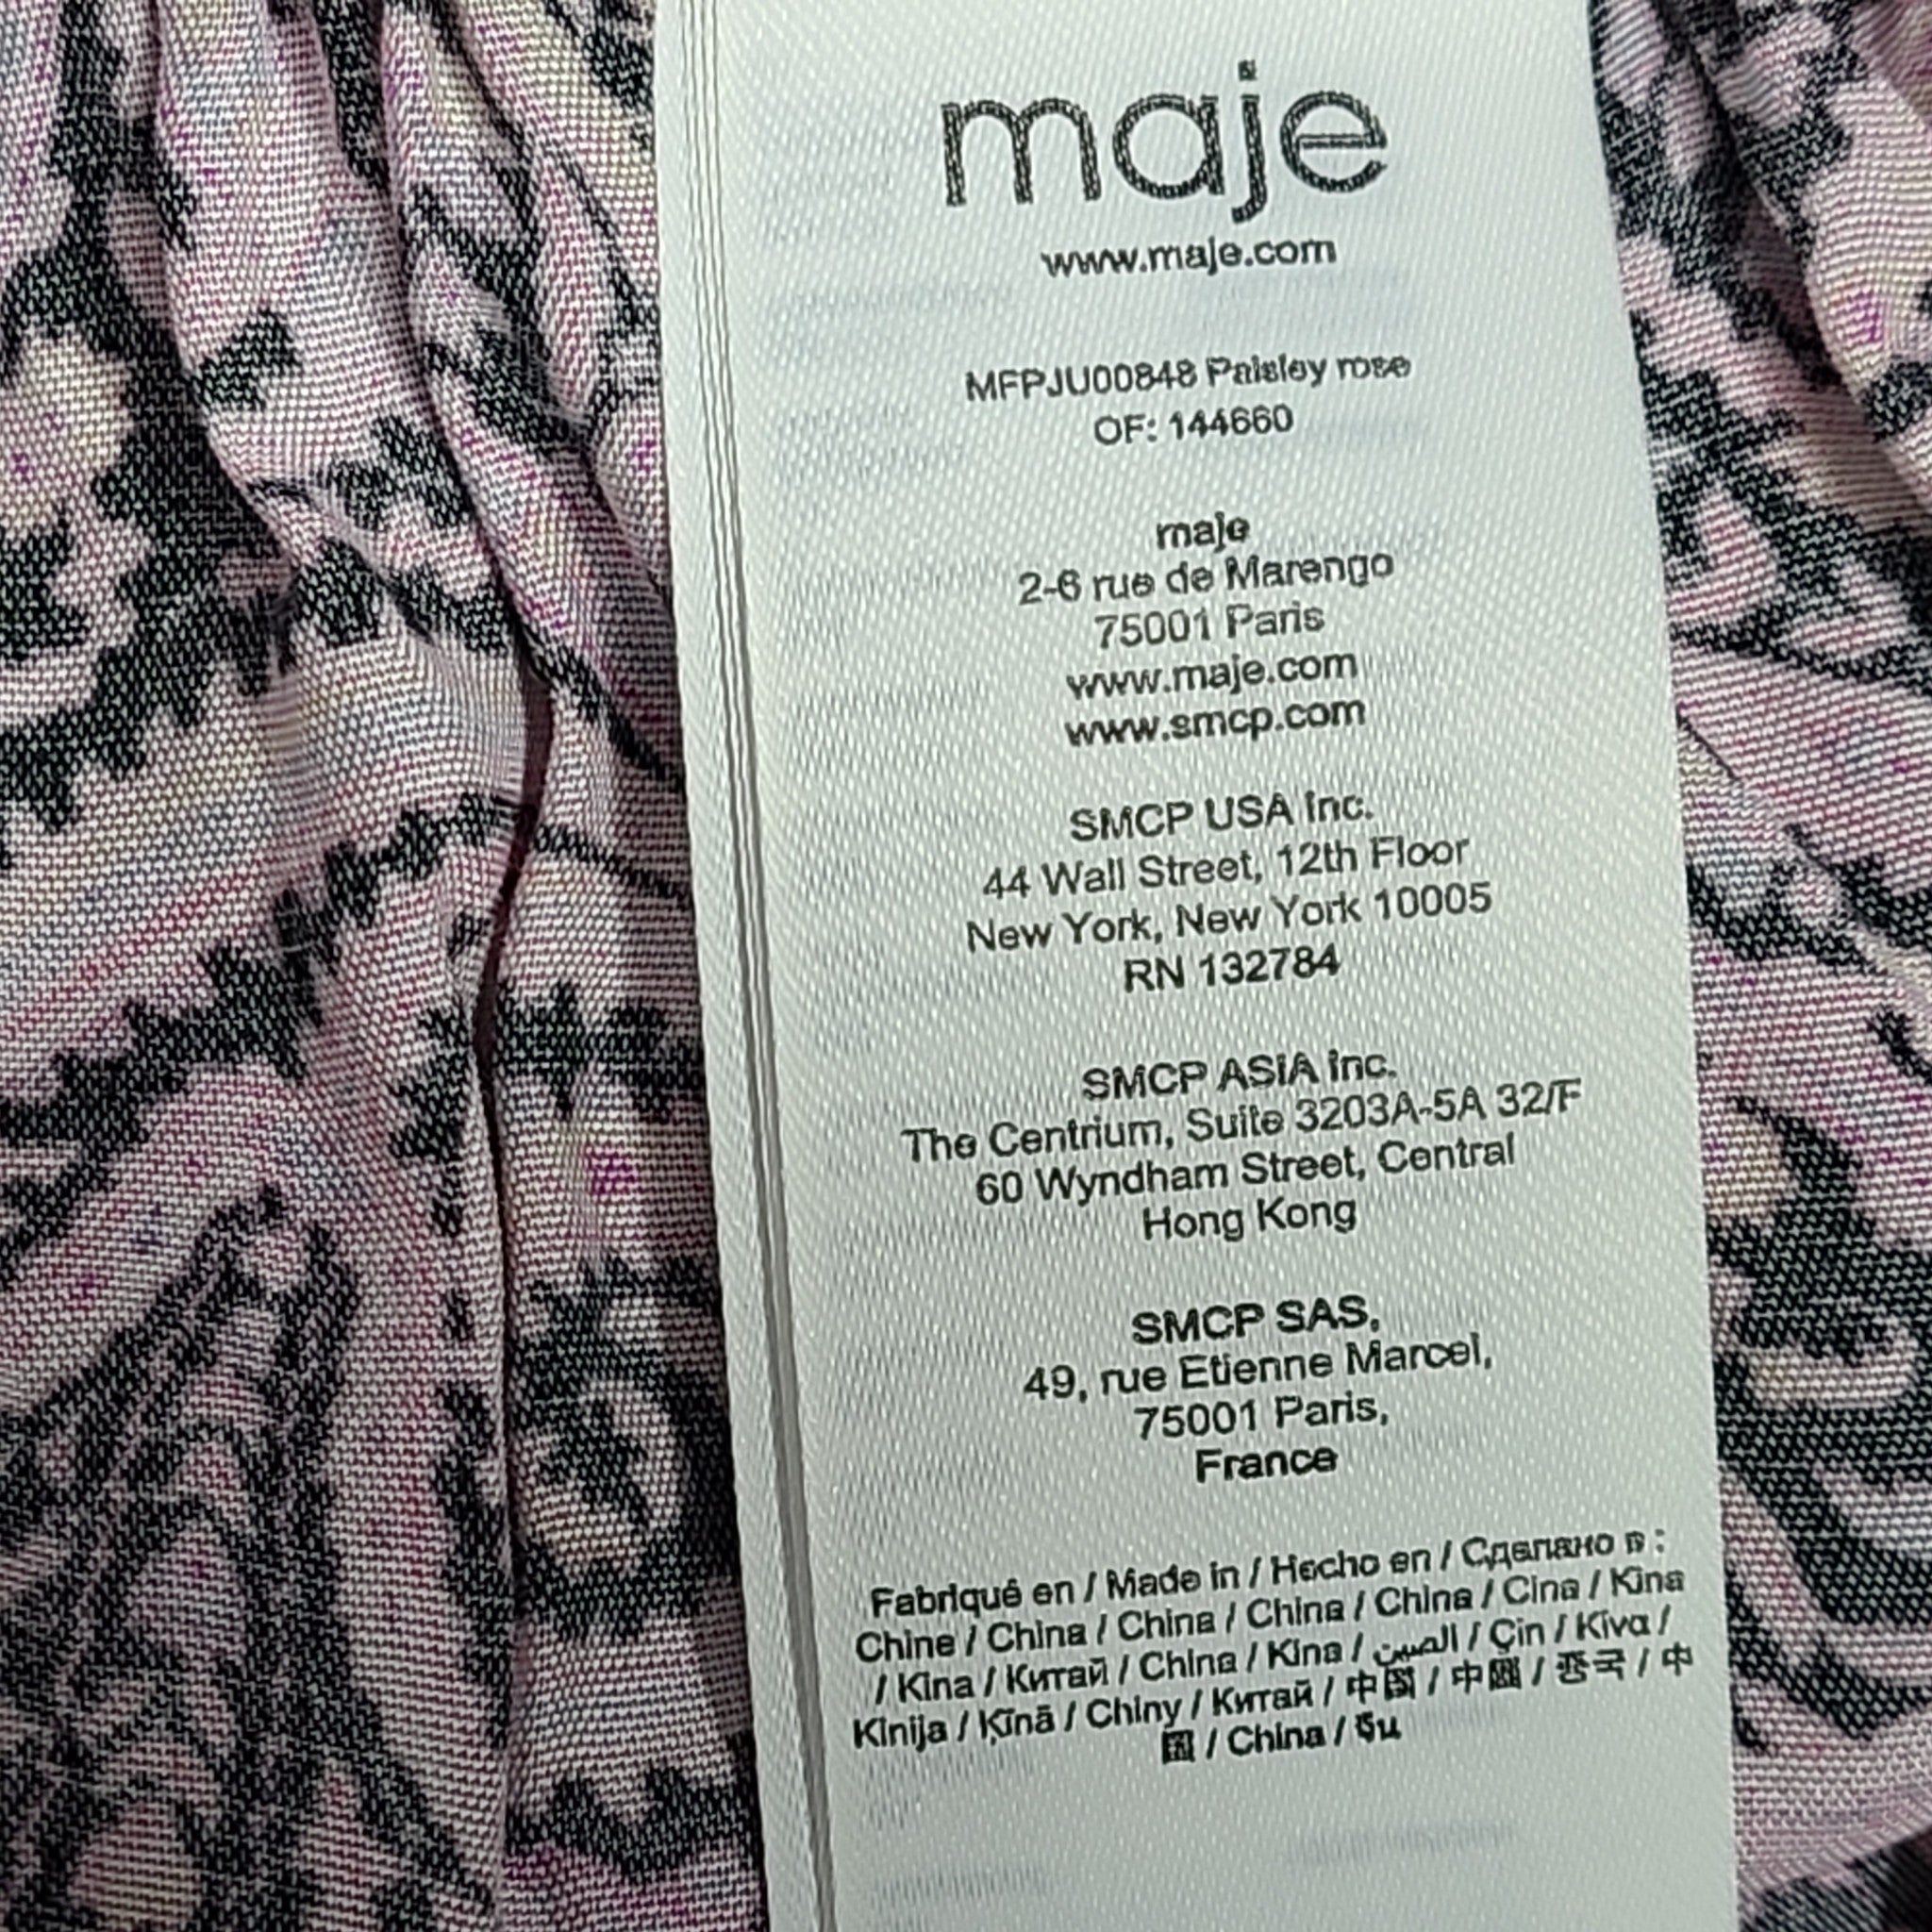 maje
www.maje.com
MFPJU00848 Paisley rose
OF: 144660
maje
2-6 rue de Marengo
75001 Paris
www.maje.com
www.smcp.com
SMCP USA Inc.
44 Wall Street, 12th Floor
New York, New York 10005
RN 132784
SMCP ASIA Inc.
The Centrium, Suite 3203A-5A 32/F
60 Wyndham Street, Central
Hong Kong
SMCP SAS,
49, rue Etienne Marcel,
75001 Paris,
France
Fabriqué en / Made in / Hecho en / Сделано в :
Chine / China / China / China / China / Cina / Kina
/ Kina / Китай / China / Kina / الصين / Çin / Kiva /
Kinija / Ķīnā / Chiny / Китай / 中国 / 中國 / 중국 / 中
国 / China / จีน